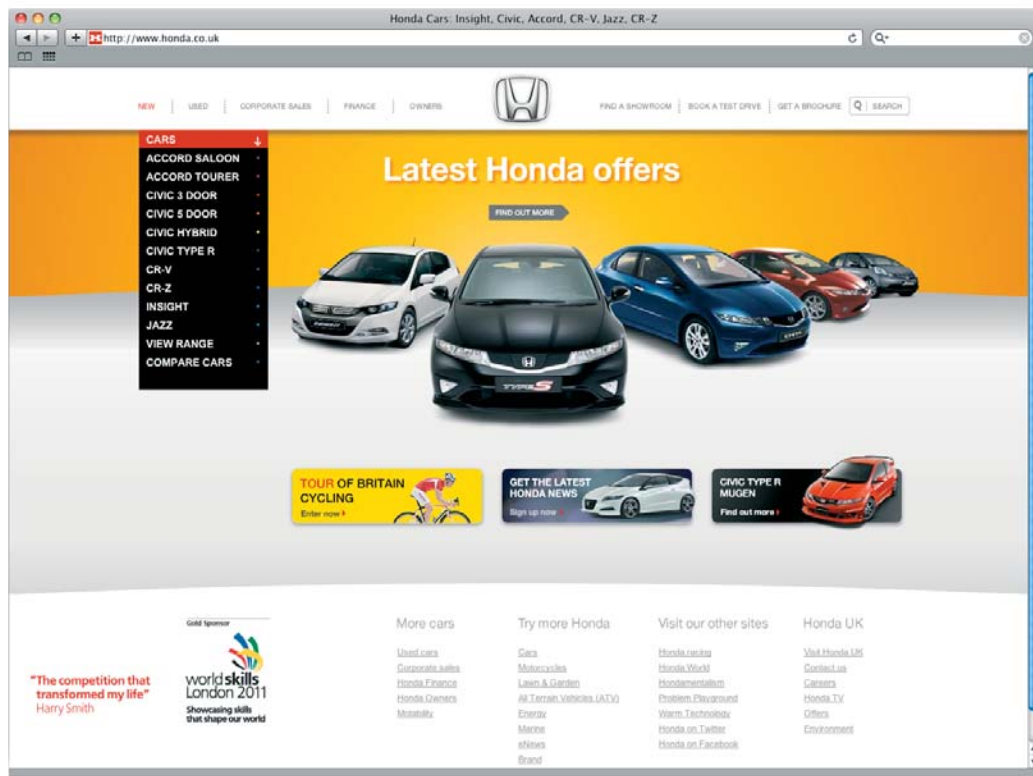 Honda Cars: Insight, Civic, Accord, CR-V, Jazz, CR-Z
http://www.honda.co.uk
NEW USED CORPORATE SALES FINANCE OWNERS FIND A SHOWROOM BOOK A TEST DRIVE GET A BROCHURE SEARCH
CARS
ACCORD SALOON
ACCORD TOURER
CIVIC 3 DOOR
CIVIC 5 DOOR
CIVIC HYBRID
CIVIC TYPE R
CR-V
CR-Z
INSIGHT
JAZZ
VIEW RANGE
COMPARE CARS
Latest Honda offers
FIND OUT MORE
TYPE S
TOUR OF BRITAIN
CYCLING
Enter now
GET THE LATEST
HONDA NEWS
Sign up now
CIVIC TYPE R
MUGEN
Find out more
"The competition that
transformed my life"
Harry Smith
Gold Sponsor
worldskills
London 2011
Showcasing skills
that shape our world
More cars
Used cars
Corporate sales
Honda Finance
Honda Owners
Motability
Try more Honda
Cars
Motorcycles
Lawn & Garden
All Terrain Vehicles (ATV)
Energy
Marine
eNews
Brand
Visit our other sites
Honda racing
Honda World
Hondamentalism
Problem Playground
Warm Technology
Honda on Twitter
Honda on Facebook
Honda UK
Visit Honda UK
Contact us
Careers
Honda TV
Offers
Environment